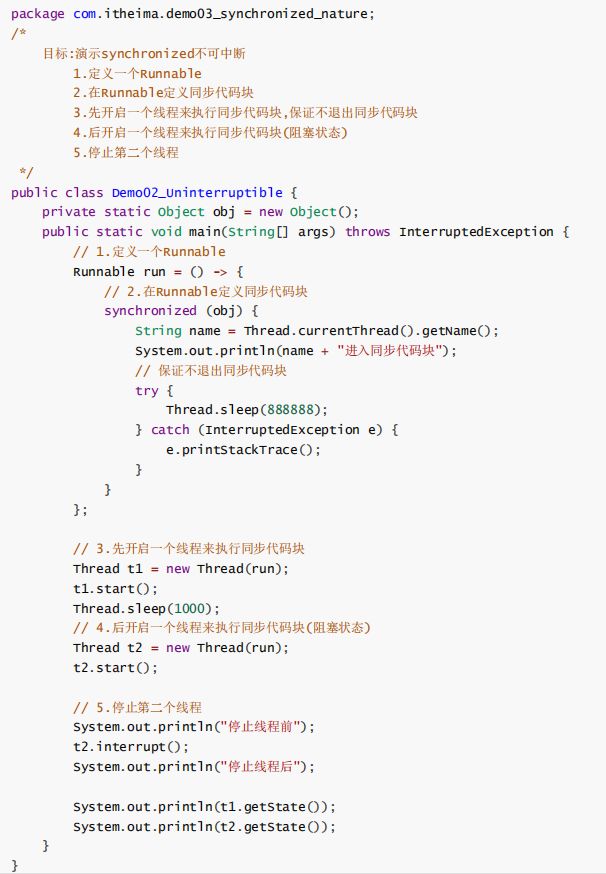 package com.itheima.demo03_synchronized_nature;
/*
    目标:演示synchronized不可中断
        1.定义一个Runnable
        2.在Runnable定义同步代码块
        3.先开启一个线程来执行同步代码块,保证不退出同步代码块
        4.后开启一个线程来执行同步代码块(阻塞状态)
        5.停止第二个线程
 */
public class Demo02_Uninterruptible {
    private static Object obj = new Object();
    public static void main(String[] args) throws InterruptedException {
        // 1.定义一个Runnable
        Runnable run = () -> {
            // 2.在Runnable定义同步代码块
            synchronized (obj) {
                String name = Thread.currentThread().getName();
                System.out.println(name + "进入同步代码块");
                // 保证不退出同步代码块
                try {
                    Thread.sleep(888888);
                } catch (InterruptedException e) {
                    e.printStackTrace();
                }
            }
        };

        // 3.先开启一个线程来执行同步代码块
        Thread t1 = new Thread(run);
        t1.start();
        Thread.sleep(1000);
        // 4.后开启一个线程来执行同步代码块(阻塞状态)
        Thread t2 = new Thread(run);
        t2.start();

        // 5.停止第二个线程
        System.out.println("停止线程前");
        t2.interrupt();
        System.out.println("停止线程后");

        System.out.println(t1.getState());
        System.out.println(t2.getState());
    }
}